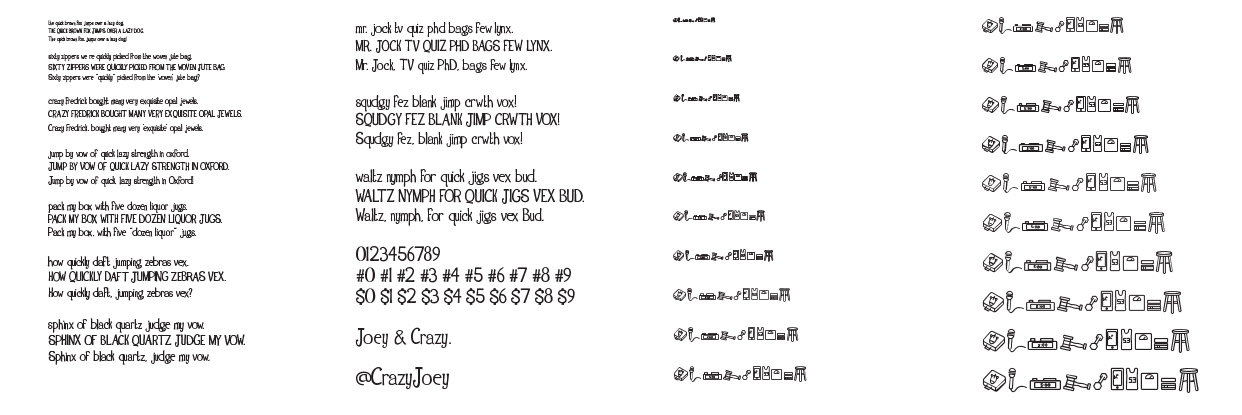 the quick brown fox jumps over a lazy dog.
THE QUICK BROWN FOX JUMPS OVER A LAZY DOG.
The quick brown fox, jumps over a lazy dog!
sixty zippers we re quickly picked from the woven jute bag.
SIXTY ZIPPERS WERE QUICKLY PICKED FROM THE WOVEN JUTE BAG.
Sixty zippers were "quickly" picked from the 'woven' jute bag?
crazy fredrick bought many very exquisite opal jewels.
CRAZY FREDRICK BOUGHT MANY VERY EXQUISITE OPAL JEWELS.
Crazy Fredrick, bought many very 'exquisite' opal jewels.
jump by vow of quick lazy strength in oxford.
JUMP BY VOW OF QUICK LAZY STRENGTH IN OXFORD.
Jump by vow of quick lazy strength in Oxford!
pack my box with five dozen liquor jugs.
PACK MY BOX WITH FIVE DOZEN LIQUOR JUGS.
Pack my box, with five "dozen liquor" jugs.
how quickly daft jumping zebras vex.
HOW QUICKLY DAFT JUMPING ZEBRAS VEX.
How quickly daft, jumping, zebras vex?
sphinx of black quartz judge my vow.
SPHINX OF BLACK QUARTZ JUDGE MY VOW.
Sphinx of black quartz, judge my vow.
mr. jock tv quiz phd bags few lynx.
MR. JOCK TV QUIZ PHD BAGS FEW LYNX.
Mr. Jock, TV quiz PhD, bags few lynx.
squdgy fez blank jimp crwth vox!
SQUDGY FEZ BLANK JIMP CRWTH VOX!
Squdgy fez, blank jimp crwth vox!
waltz nymph for quick jigs vex bud.
WALTZ NYMPH FOR QUICK JIGS VEX BUD.
Waltz, nymph, for quick jigs vex Bud.
0123456789
#0 #1 #2 #3 #4 #5 #6 #7 #8 #9
$0 $1 $2 $3 $4 $5 $6 $7 $8 $9
Joey & Crazy.
@CrazyJoey